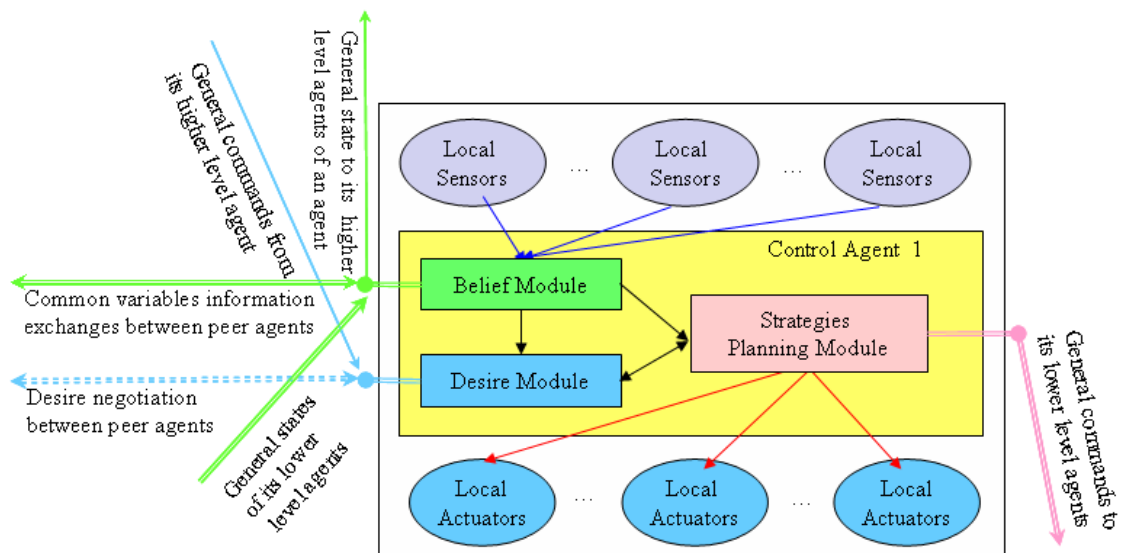 General state to its higher
level agents of an agent
General commands from
its higher level agent
Local
Sensors
...
Local
Sensors
...
Local
Sensors
Control Agent 1
Belief Module
Common variables information
exchanges between peer agents
Strategies
Planning Module
Desire Module
Desire negotiation
between peer agents
General states
of its lower
level agents
General commands to
its lower level agents
Local
Actuators
...
Local
Actuators
...
Local
Actuators